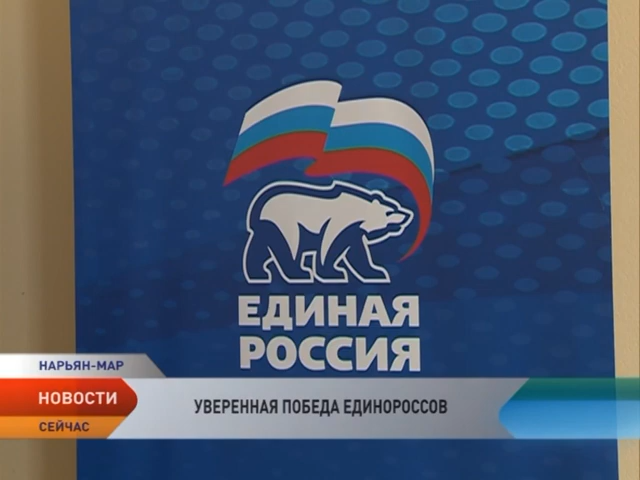 ЕДИНАЯ
РОССИЯ
НАРЬЯН-МАР
НОВОСТИ
УВЕРЕННАЯ ПОБЕДА ЕДИНОРОССОВ
СЕЙЧАС